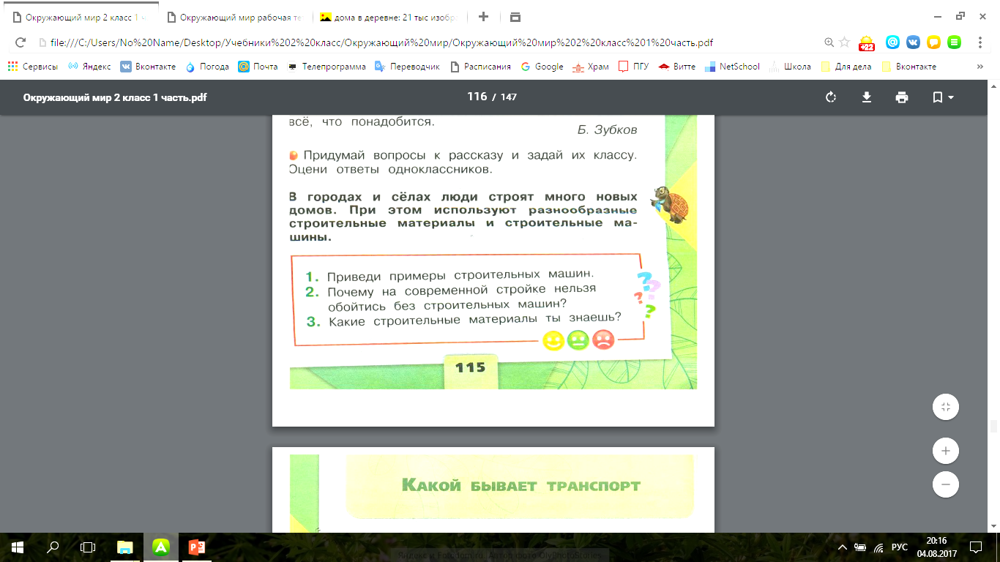 Окружающий мир 2 класс 1 ч
Окружающий мир рабочая те
дома в деревне: 21 тыс изобр
file:///C:/Users/No%20Name/Desktop/Учебники%202%20класс/Окружающий%20мир/Окружающий%20мир%202%20класс%201%20часть.pdf
+22
Сервисы Яндекс Вконтакте Погода Почта Телепрограмма Переводчик Расписания Google Храм ПГУ Витте NetSchool Школа Для дела Вконтакте »
Окружающий мир 2 класс 1 часть.pdf
116 / 147
всё, что понадобится.
Б. Зубков
Придумай вопросы к рассказу и задай их классу.
Оцени ответы одноклассников.
В городах и сёлах люди строят много новых
домов. При этом используют разнообразные
строительные материалы и строительные ма-
шины.
1. Приведи примеры строительных машин.
2. Почему на современной стройке нельзя
обойтись без строительных машин?
3. Какие строительные материалы ты знаешь?
? ? ? ?
115
КАКОЙ БЫВАЕТ ТРАНСПОРТ
РУС
20:16
04.08.2017